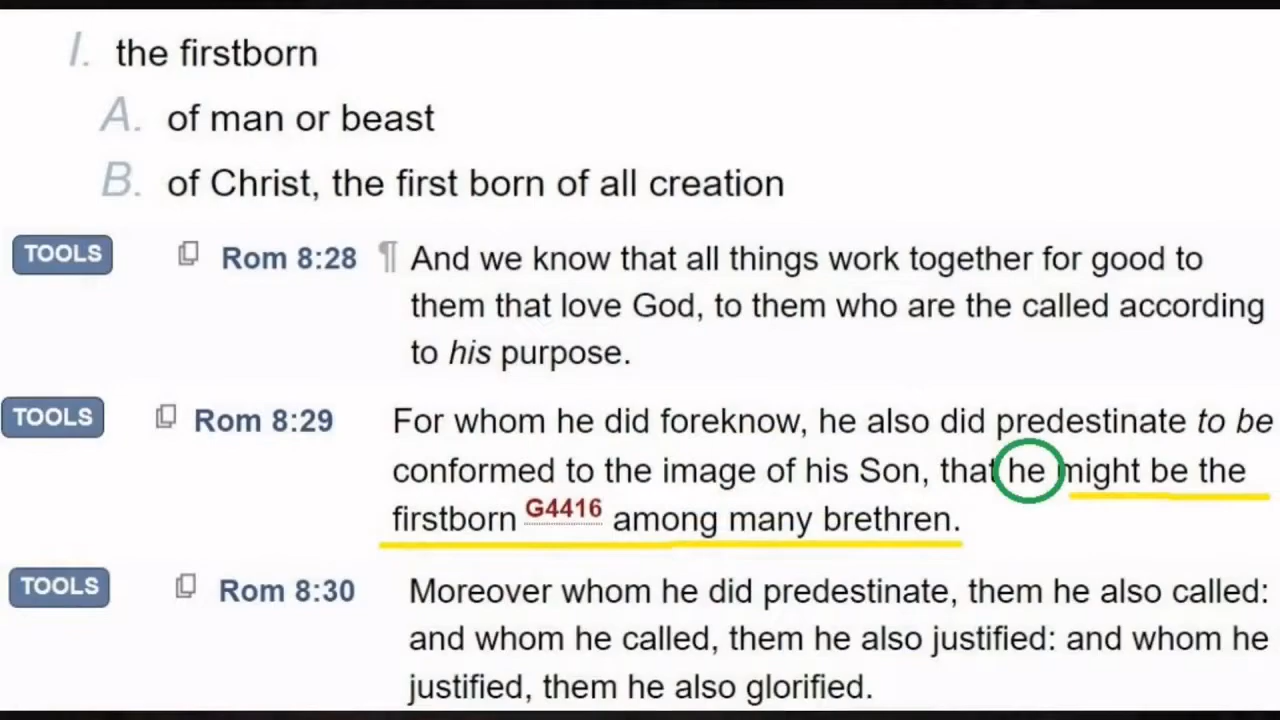 I. the firstborn
A. of man or beast
B. of Christ, the first born of all creation
TOOLS Rom 8:28 ¶ And we know that all things work together for good to
them that love God, to them who are the called according
to his purpose.
TOOLS Rom 8:29 For whom he did foreknow, he also did predestinate to be
conformed to the image of his Son, that he might be the
firstborn G4416 among many brethren.
TOOLS Rom 8:30 Moreover whom he did predestinate, them he also called:
and whom he called, them he also justified: and whom he
justified, them he also glorified.